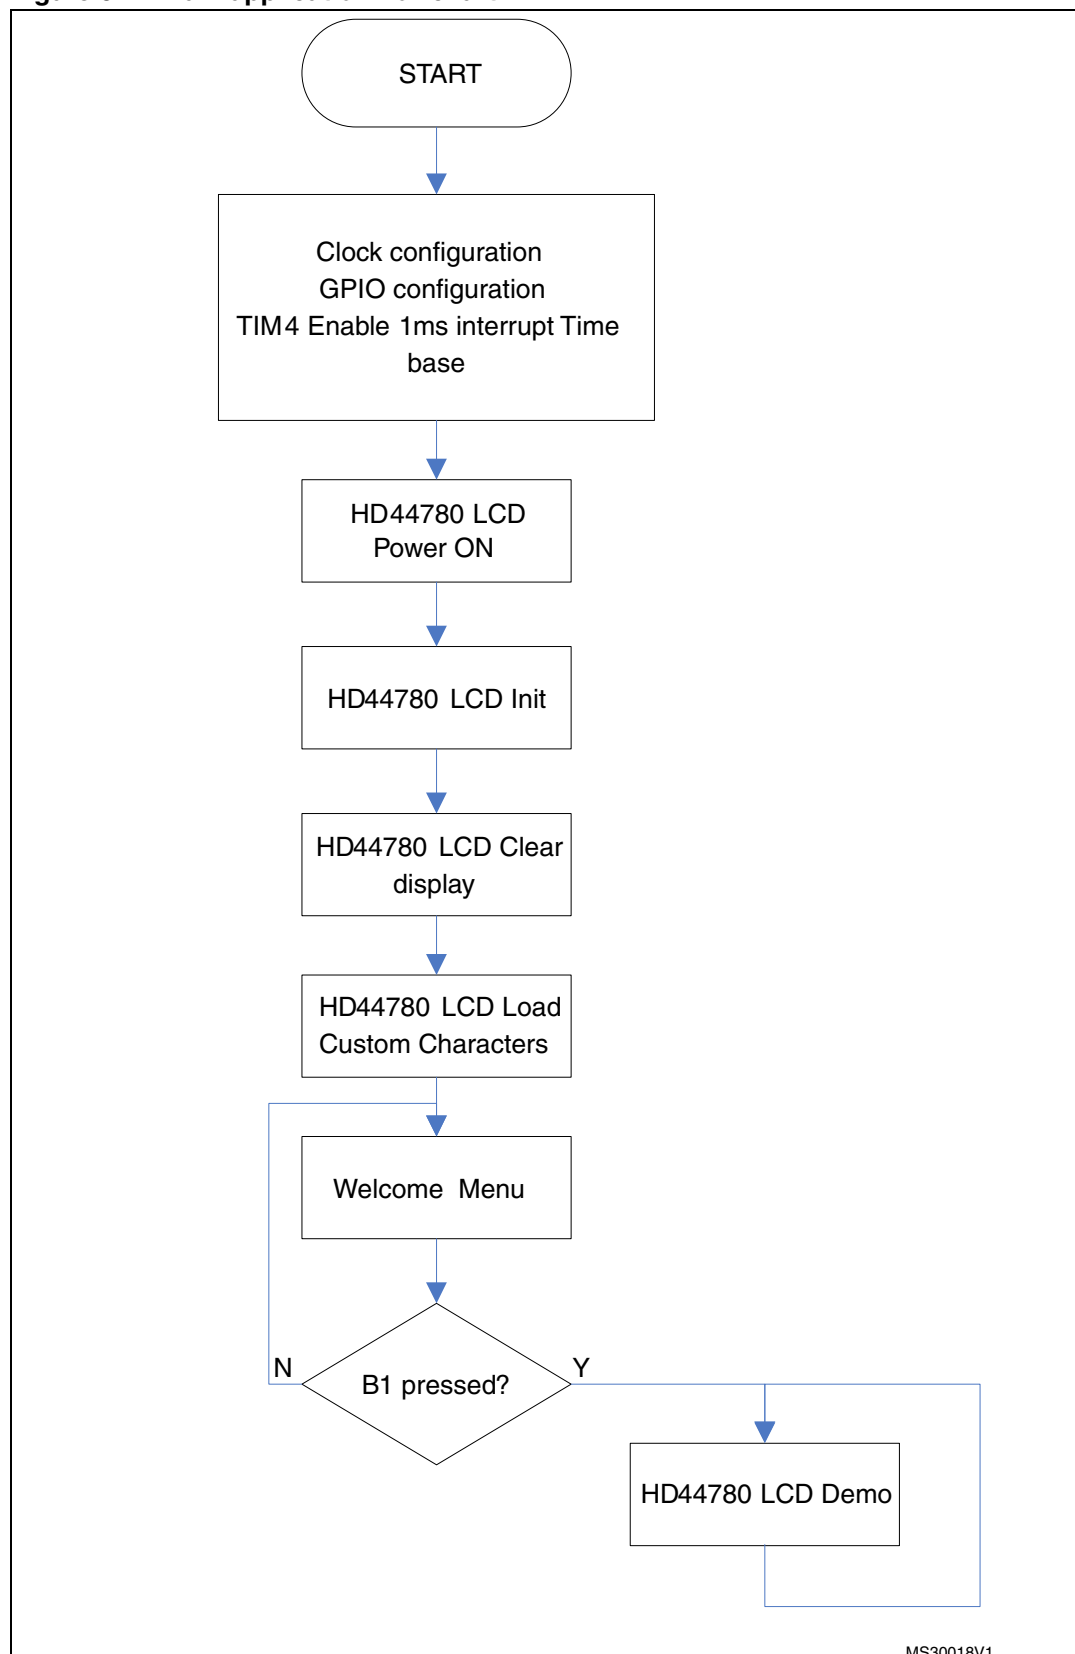 START
Clock configuration
GPIO configuration
TIM4 Enable 1ms interrupt Time
base
HD44780 LCD
Power ON
HD44780 LCD Init
HD44780 LCD Clear
display
HD44780 LCD Load
Custom Characters
Welcome Menu
N
B1 pressed?
Y
HD44780 LCD Demo
MS30018V1